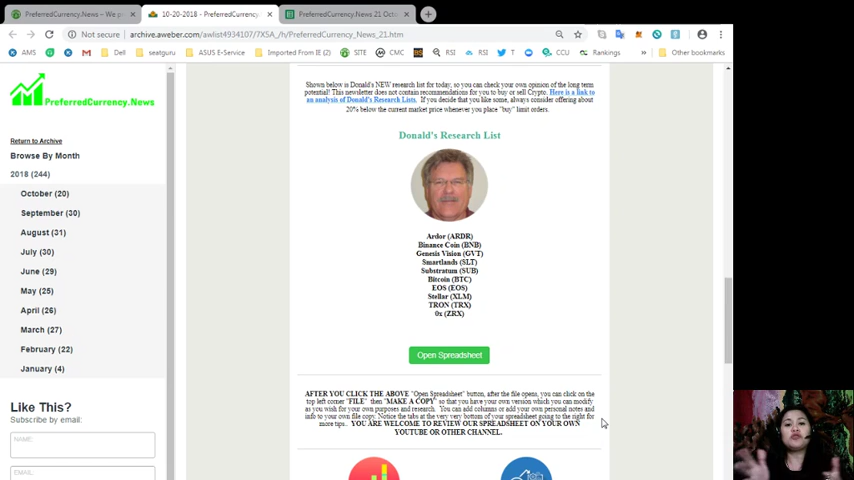 PreferredCurrency.News – We p
10-20-2018 - PreferredCurrency.N
PreferredCurrency.News 21 Octo
Not secure | archive.aweber.com/awlist4934107/7XSA_/h/PreferredCurrency_News_21.htm
AMS
Dell
seatguru
ASUS E-Service
Imported From IE (2)
SITE
CMC
BS
RSI
RSI
T
CCU
Rankings
»
Other bookmarks
PreferredCurrency.News
Return to Archive
Browse By Month
2018 (244)
October (20)
September (30)
August (31)
July (30)
June (29)
May (25)
April (26)
March (27)
February (22)
January (4)
Like This?
Subscribe by email:
NAME:
EMAIL
Shown below is Donald's NEW research list for today, so you can check your own opinion of the long term
potential! This newsletter does not contain recommendations for you to buy or sell Crypto. Here is a link to
an analysis of Donald's Research Lists. If you decide that you like some, always consider offering about
20% below the current market price whenever you place "buy" limit orders.
Donald's Research List
Ardor (ARDR)
Binance Coin (BNB)
Genesis Vision (GVT)
Smartlands (SLT)
Substratum (SUB)
Bitcoin (BTC)
EOS (EOS)
Stellar (XLM)
TRON (TRX)
0x (ZRX)
Open Spreadsheet
AFTER YOU CLICK THE ABOVE "Open Spreadsheet" button, after the file opens, you can click on the
top left corner "FILE" then "MAKE A COPY" so that you have your own version which you can modify
as you wish for your own purposes and research. You can add columns or add your own personal notes and
info to your own file copy. Notice the tabs at the very very bottom of your spreadsheet going to the right for
more tips.. YOU ARE WELCOME TO REVIEW OUR SPREADSHEET ON YOUR OWN
YOUTUBE OR OTHER CHANNEL.